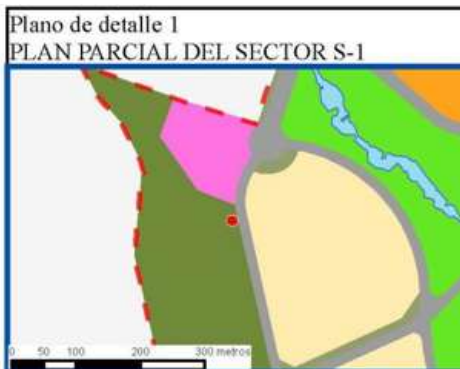 Plano de detalle 1
PLAN PARCIAL DEL SECTOR S-1
0 50 100 200 300 metros